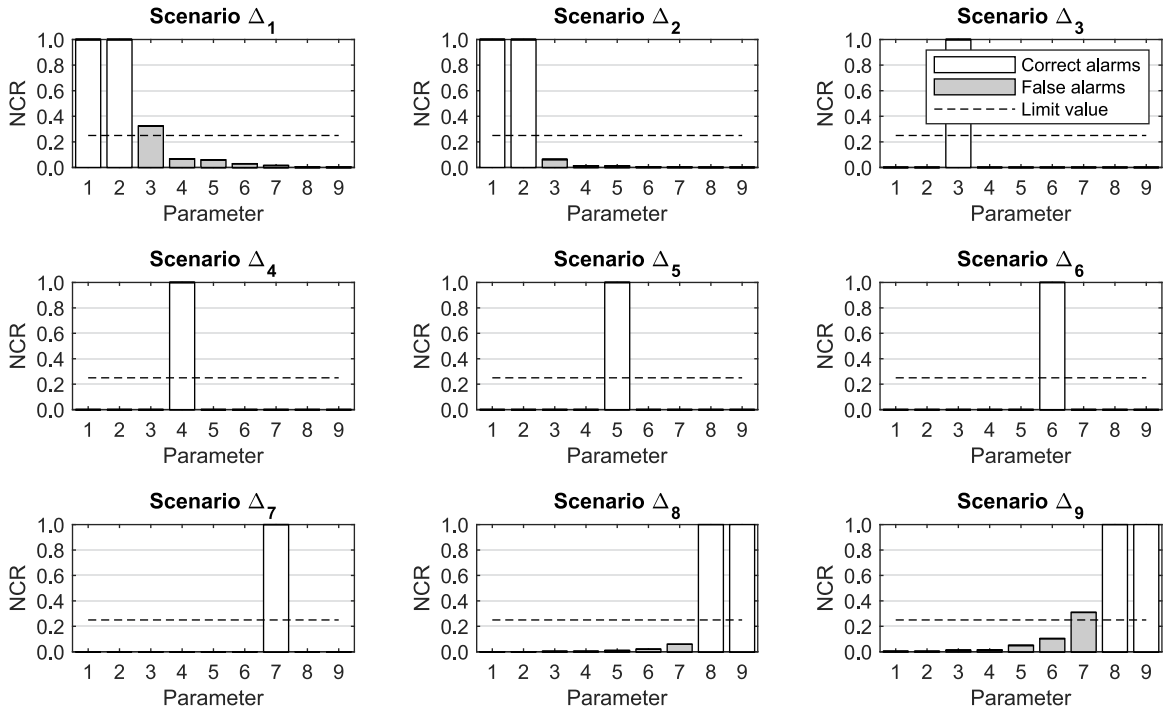 Scenario Δ1
NCR
1.0
0.8
0.6
0.4
0.2
0.0
1 2 3 4 5 6 7 8 9
Parameter
Scenario Δ2
NCR
1.0
0.8
0.6
0.4
0.2
0.0
1 2 3 4 5 6 7 8 9
Parameter
Scenario Δ3
NCR
1.0
0.8
0.6
0.4
0.2
0.0
Correct alarms
False alarms
Limit value
1 2 3 4 5 6 7 8 9
Parameter
Scenario Δ4
NCR
1.0
0.8
0.6
0.4
0.2
0.0
1 2 3 4 5 6 7 8 9
Parameter
Scenario Δ5
NCR
1.0
0.8
0.6
0.4
0.2
0.0
1 2 3 4 5 6 7 8 9
Parameter
Scenario Δ6
NCR
1.0
0.8
0.6
0.4
0.2
0.0
1 2 3 4 5 6 7 8 9
Parameter
Scenario Δ7
NCR
1.0
0.8
0.6
0.4
0.2
0.0
1 2 3 4 5 6 7 8 9
Parameter
Scenario Δ8
NCR
1.0
0.8
0.6
0.4
0.2
0.0
1 2 3 4 5 6 7 8 9
Parameter
Scenario Δ9
NCR
1.0
0.8
0.6
0.4
0.2
0.0
1 2 3 4 5 6 7 8 9
Parameter